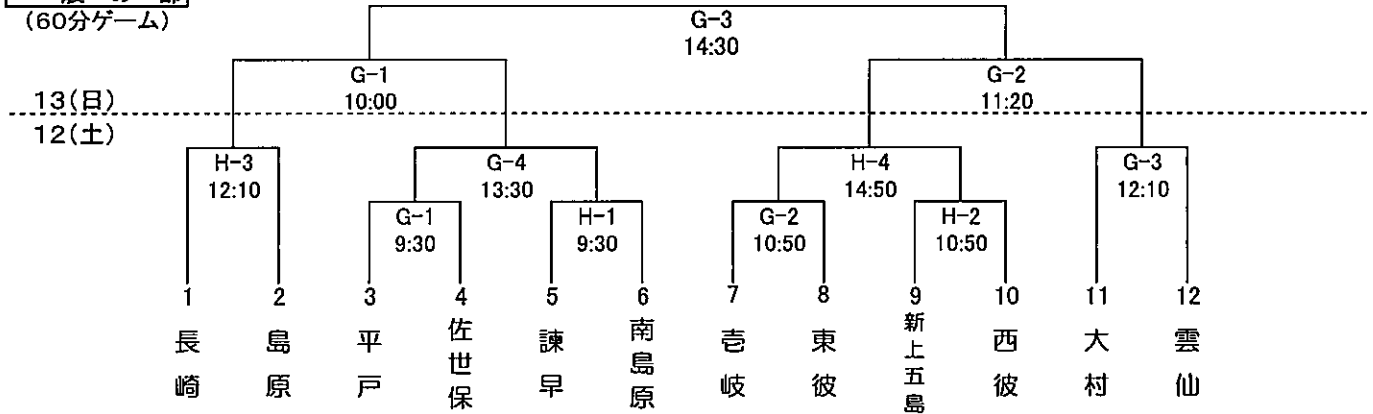 (60分ゲーム)
G-3
14:30
G-1
10:00
G-2
11:20
13(日)
12(土)
H-3
12:10
G-4
13:30
H-4
14:50
G-3
12:10
G-1
9:30
H-1
9:30
G-2
10:50
H-2
10:50
1 2 3 4 5 6 7 8 9 10 11 12
長崎
島原
平戸
佐世保
諫早
南島原
壱岐
東彼
新上五島
西彼
大村
雲仙